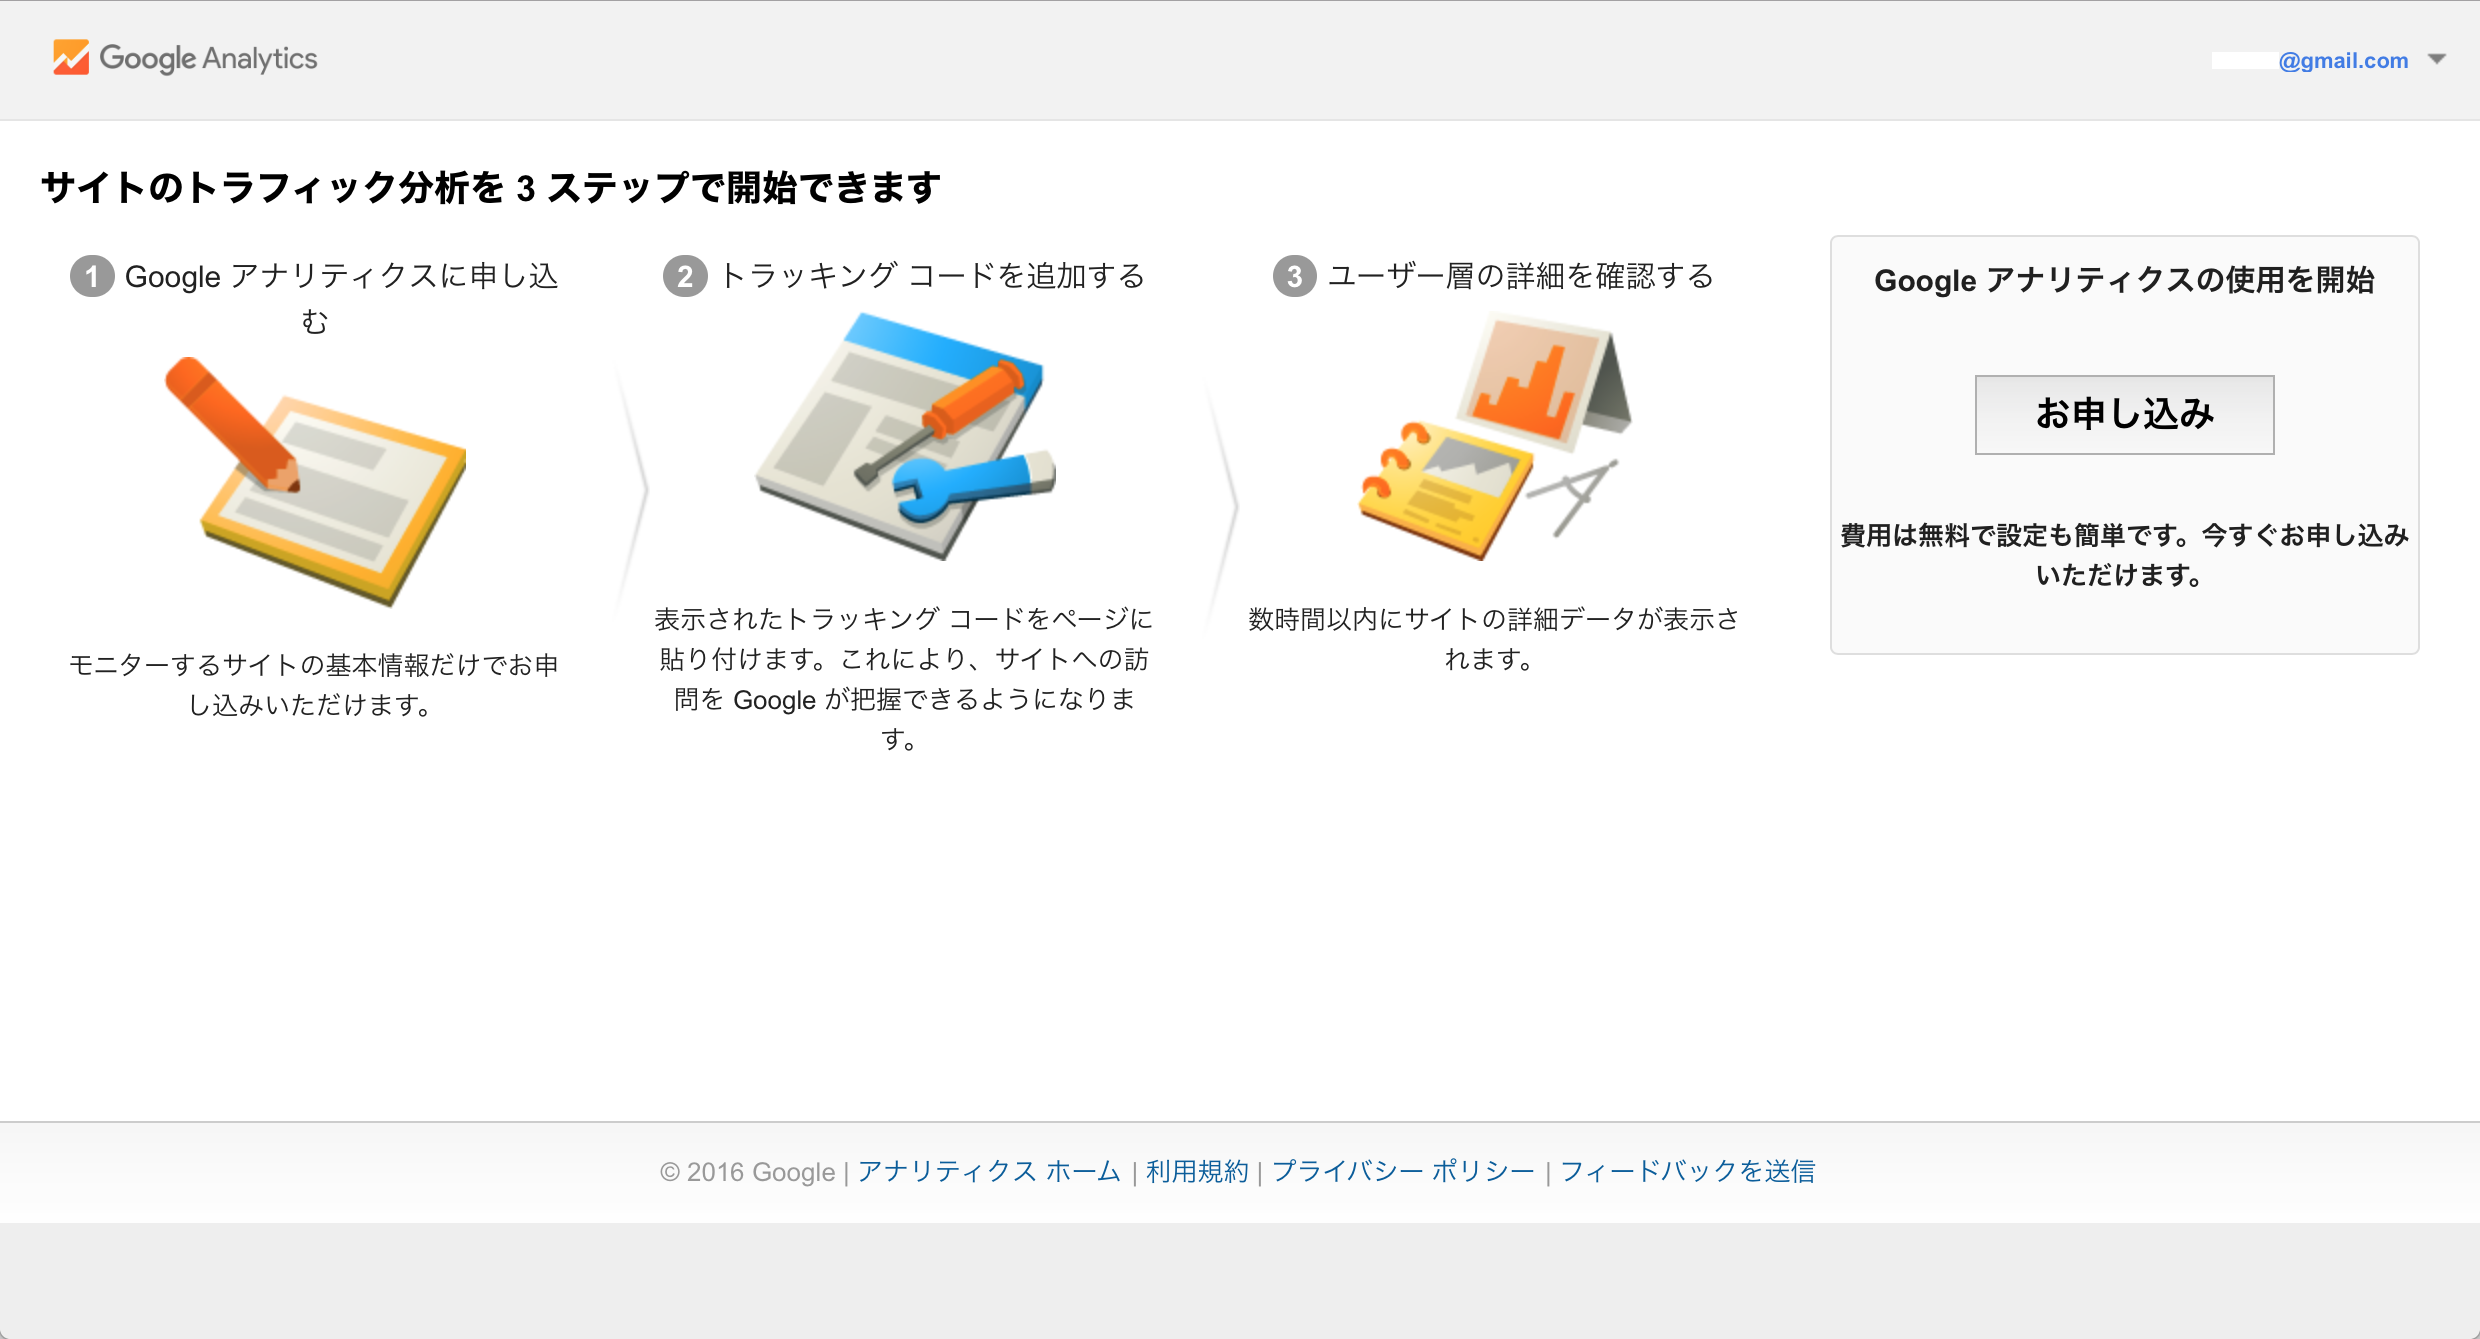 Google Analytics
@gmail.com
サイトのトラフィック分析を 3 ステップで開始できます
1 Google アナリティクスに申し込
む
モニターするサイトの基本情報だけでお申
し込みいただけます。
2 トラッキング コードを追加する
表示されたトラッキング コードをページに
貼り付けます。これにより、サイトへの訪
問を Google が把握できるようになりま
す。
3 ユーザー層の詳細を確認する
数時間以内にサイトの詳細データが表示さ
れます。
Google アナリティクスの使用を開始
お申し込み
費用は無料で設定も簡単です。今すぐお申し込み
いただけます。
© 2016 Google | アナリティクス ホーム | 利用規約 | プライバシー ポリシー | フィードバックを送信